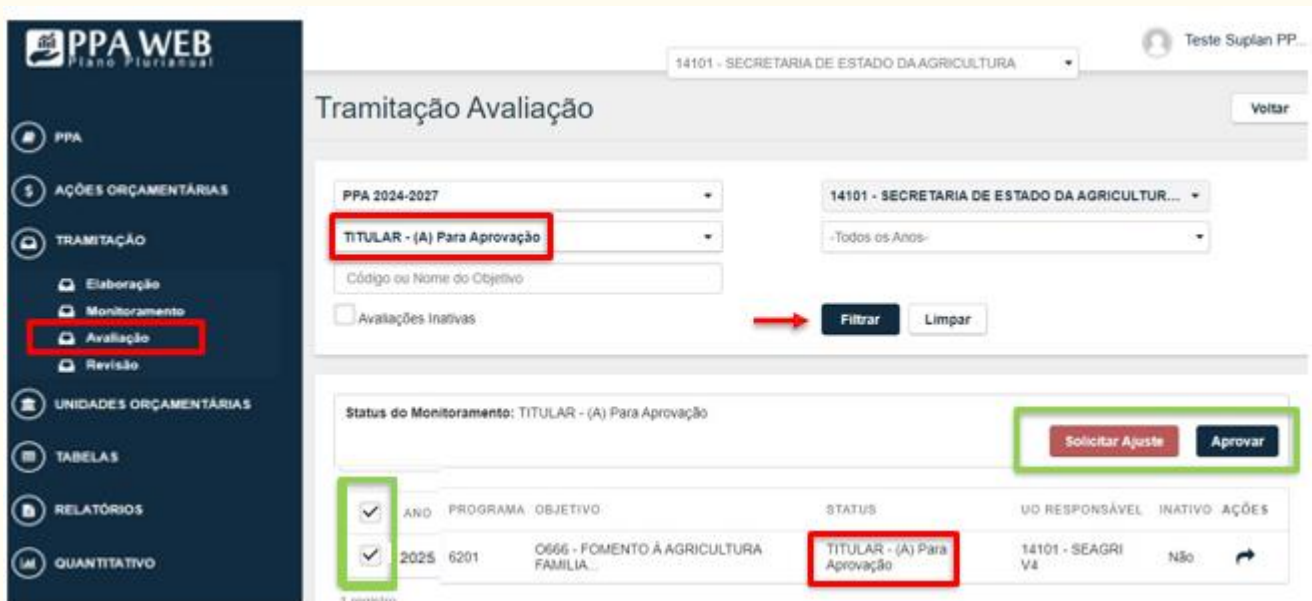 PPA WEB
Plano Plurianual
14101 - SECRETARIA DE ESTADO DA AGRICULTURA
Teste Suplan PP...
Tramitação Avaliação
Voltar
PPA
AÇÕES ORÇAMENTÁRIAS
TRAMITAÇÃO
Elaboração
Monitoramento
Avaliação
Revisão
UNIDADES ORÇAMENTÁRIAS
TABELAS
RELATÓRIOS
QUANTITATIVO
PPA 2024-2027
14101 - SECRETARIA DE ESTADO DA AGRICULTUR...
TITULAR - (A) Para Aprovação
-Todos os Anos-
Código ou Nome do Objetivo
Avaliações Inativas
Filtrar
Limpar
Status do Monitoramento: TITULAR - (A) Para Aprovação
Solicitar Ajuste
Aprovar
ANO PROGRAMA OBJETIVO STATUS UO RESPONSÁVEL INATIVO AÇÕES
2025 6201 O666 - FOMENTO À AGRICULTURA FAMILIA... TITULAR - (A) Para Aprovação 14101 - SEAGRI V4 Não
1 registro